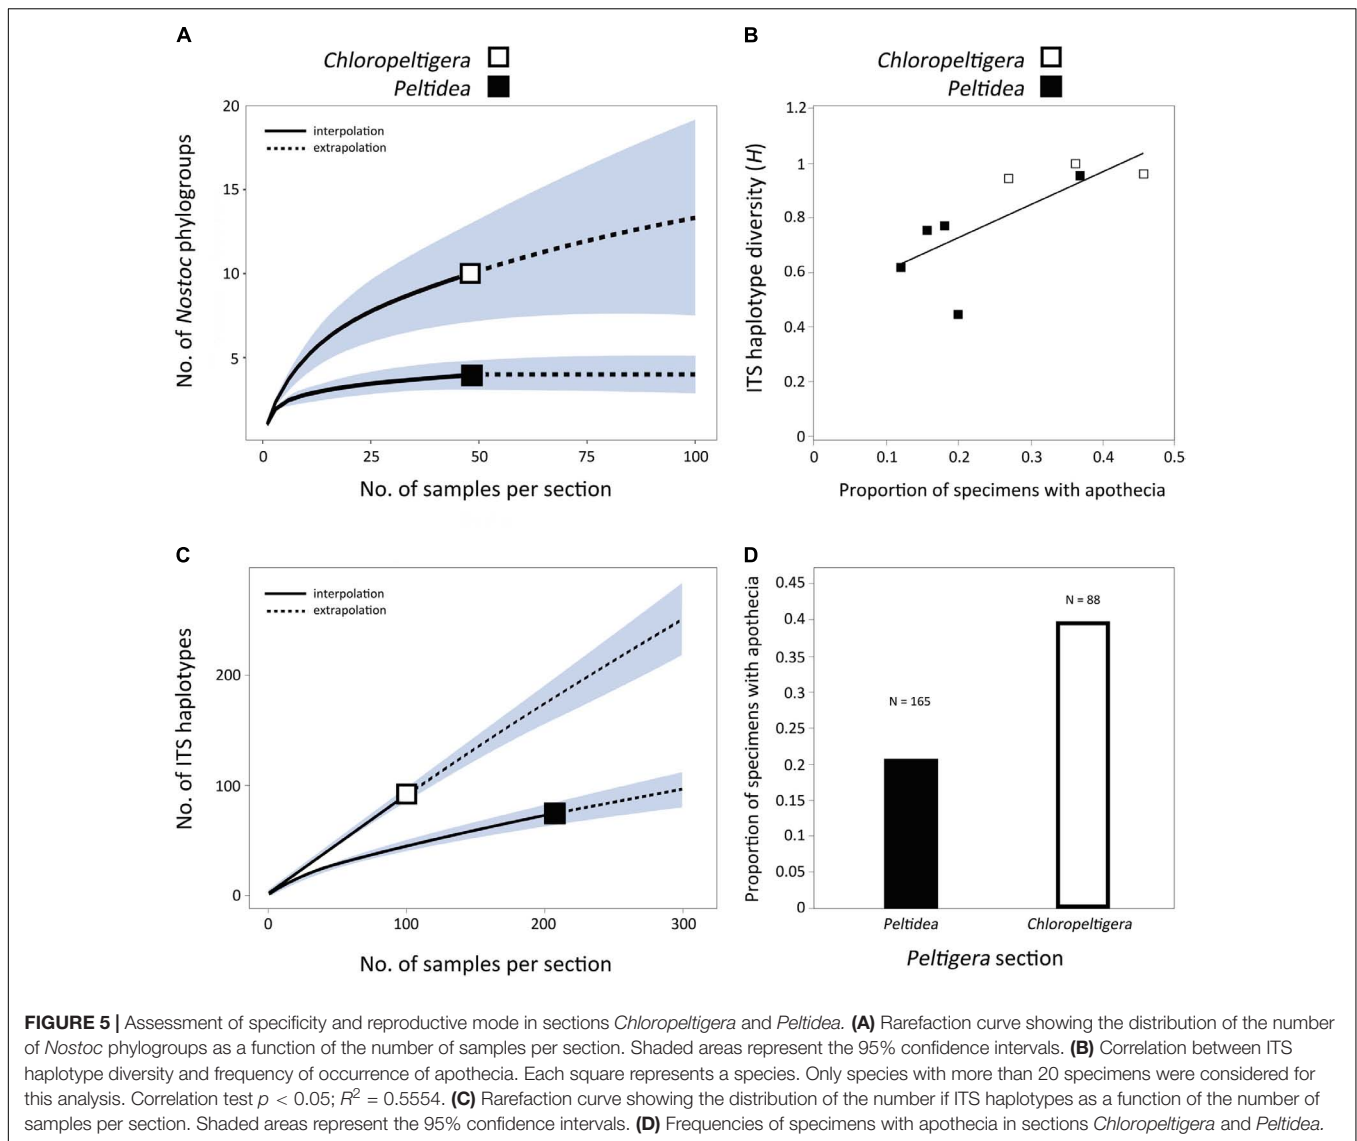 A
Chloropeltigera
Peltidea
20
15
10
5
interpolation
extrapolation
No. of Nostoc phylogroups
0 25 50 75 100
No. of samples per section
B
Chloropeltigera
Peltidea
1.2
1
0.8
0.6
0.4
0.2
0
ITS haplotype diversity (H)
0 0.1 0.2 0.3 0.4 0.5
Proportion of specimens with apothecia
C
interpolation
extrapolation
200
100
0
No. of ITS haplotypes
0 100 200 300
No. of samples per section
D
0.45
0.4
0.35
0.3
0.25
0.2
0.15
0.1
0.05
0
Proportion of specimens with apothecia
N = 88
N = 165
Peltidea Chloropeltigera
Peltigera section
FIGURE 5 | Assessment of specificity and reproductive mode in sections Chloropeltigera and Peltidea. (A) Rarefaction curve showing the distribution of the number
of Nostoc phylogroups as a function of the number of samples per section. Shaded areas represent the 95% confidence intervals. (B) Correlation between ITS
haplotype diversity and frequency of occurrence of apothecia. Each square represents a species. Only species with more than 20 specimens were considered for
this analysis. Correlation test p < 0.05; R² = 0.5554. (C) Rarefaction curve showing the distribution of the number if ITS haplotypes as a function of the number of
samples per section. Shaded areas represent the 95% confidence intervals. (D) Frequencies of specimens with apothecia in sections Chloropeltigera and Peltidea.